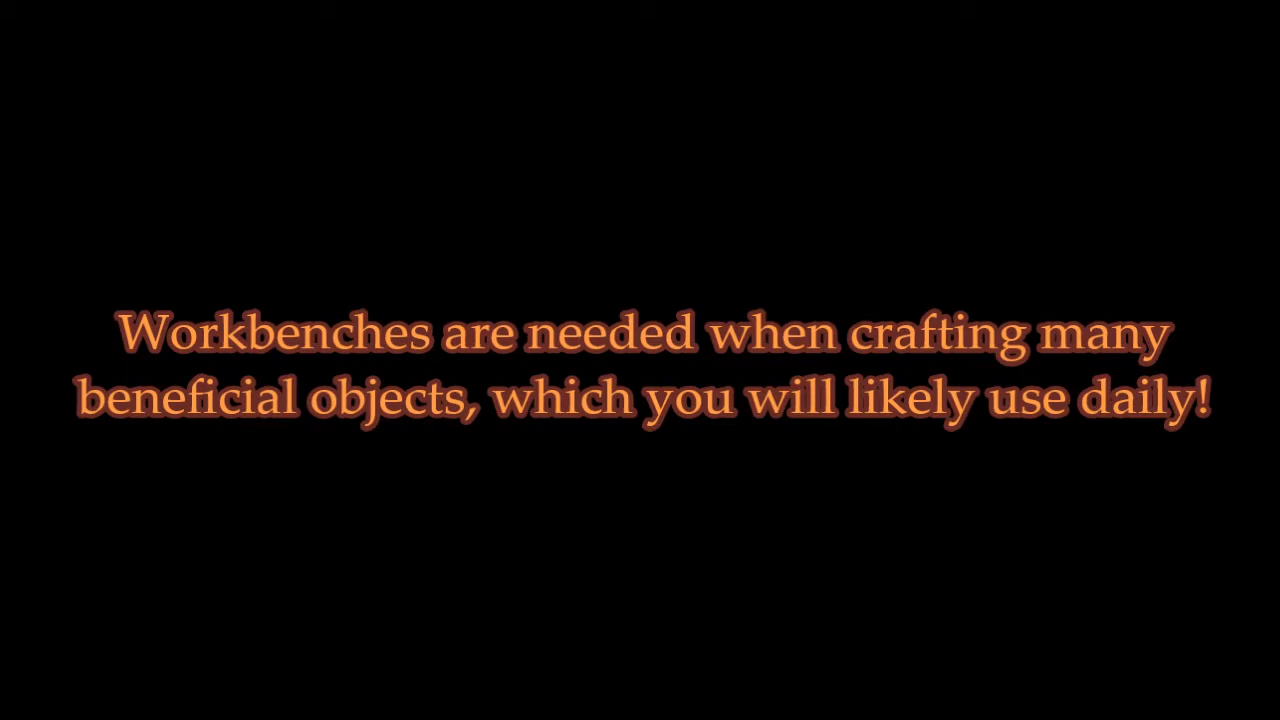 Workbenches are needed when crafting many
beneficial objects, which you will likely use daily!